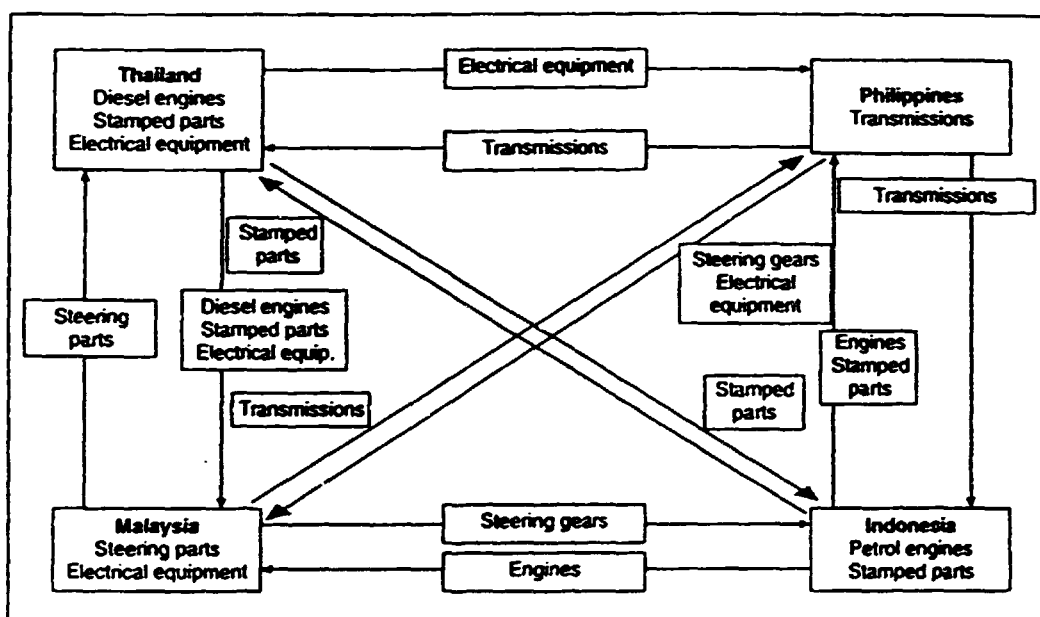 Thailand
Diesel engines
Stamped parts
Electrical equipment
Electrical equipment
Philippines
Transmissions
Transmissions
Transmissions
Stamped
parts
Steering gears
Electrical
equipment
Steering
parts
Diesel engines
Stamped parts
Electrical equip.
Engines
Stamped
parts
Transmissions
Stamped
parts
Malaysia
Steering parts
Electrical equipment
Steering gears
Engines
Indonesia
Petrol engines
Stamped parts